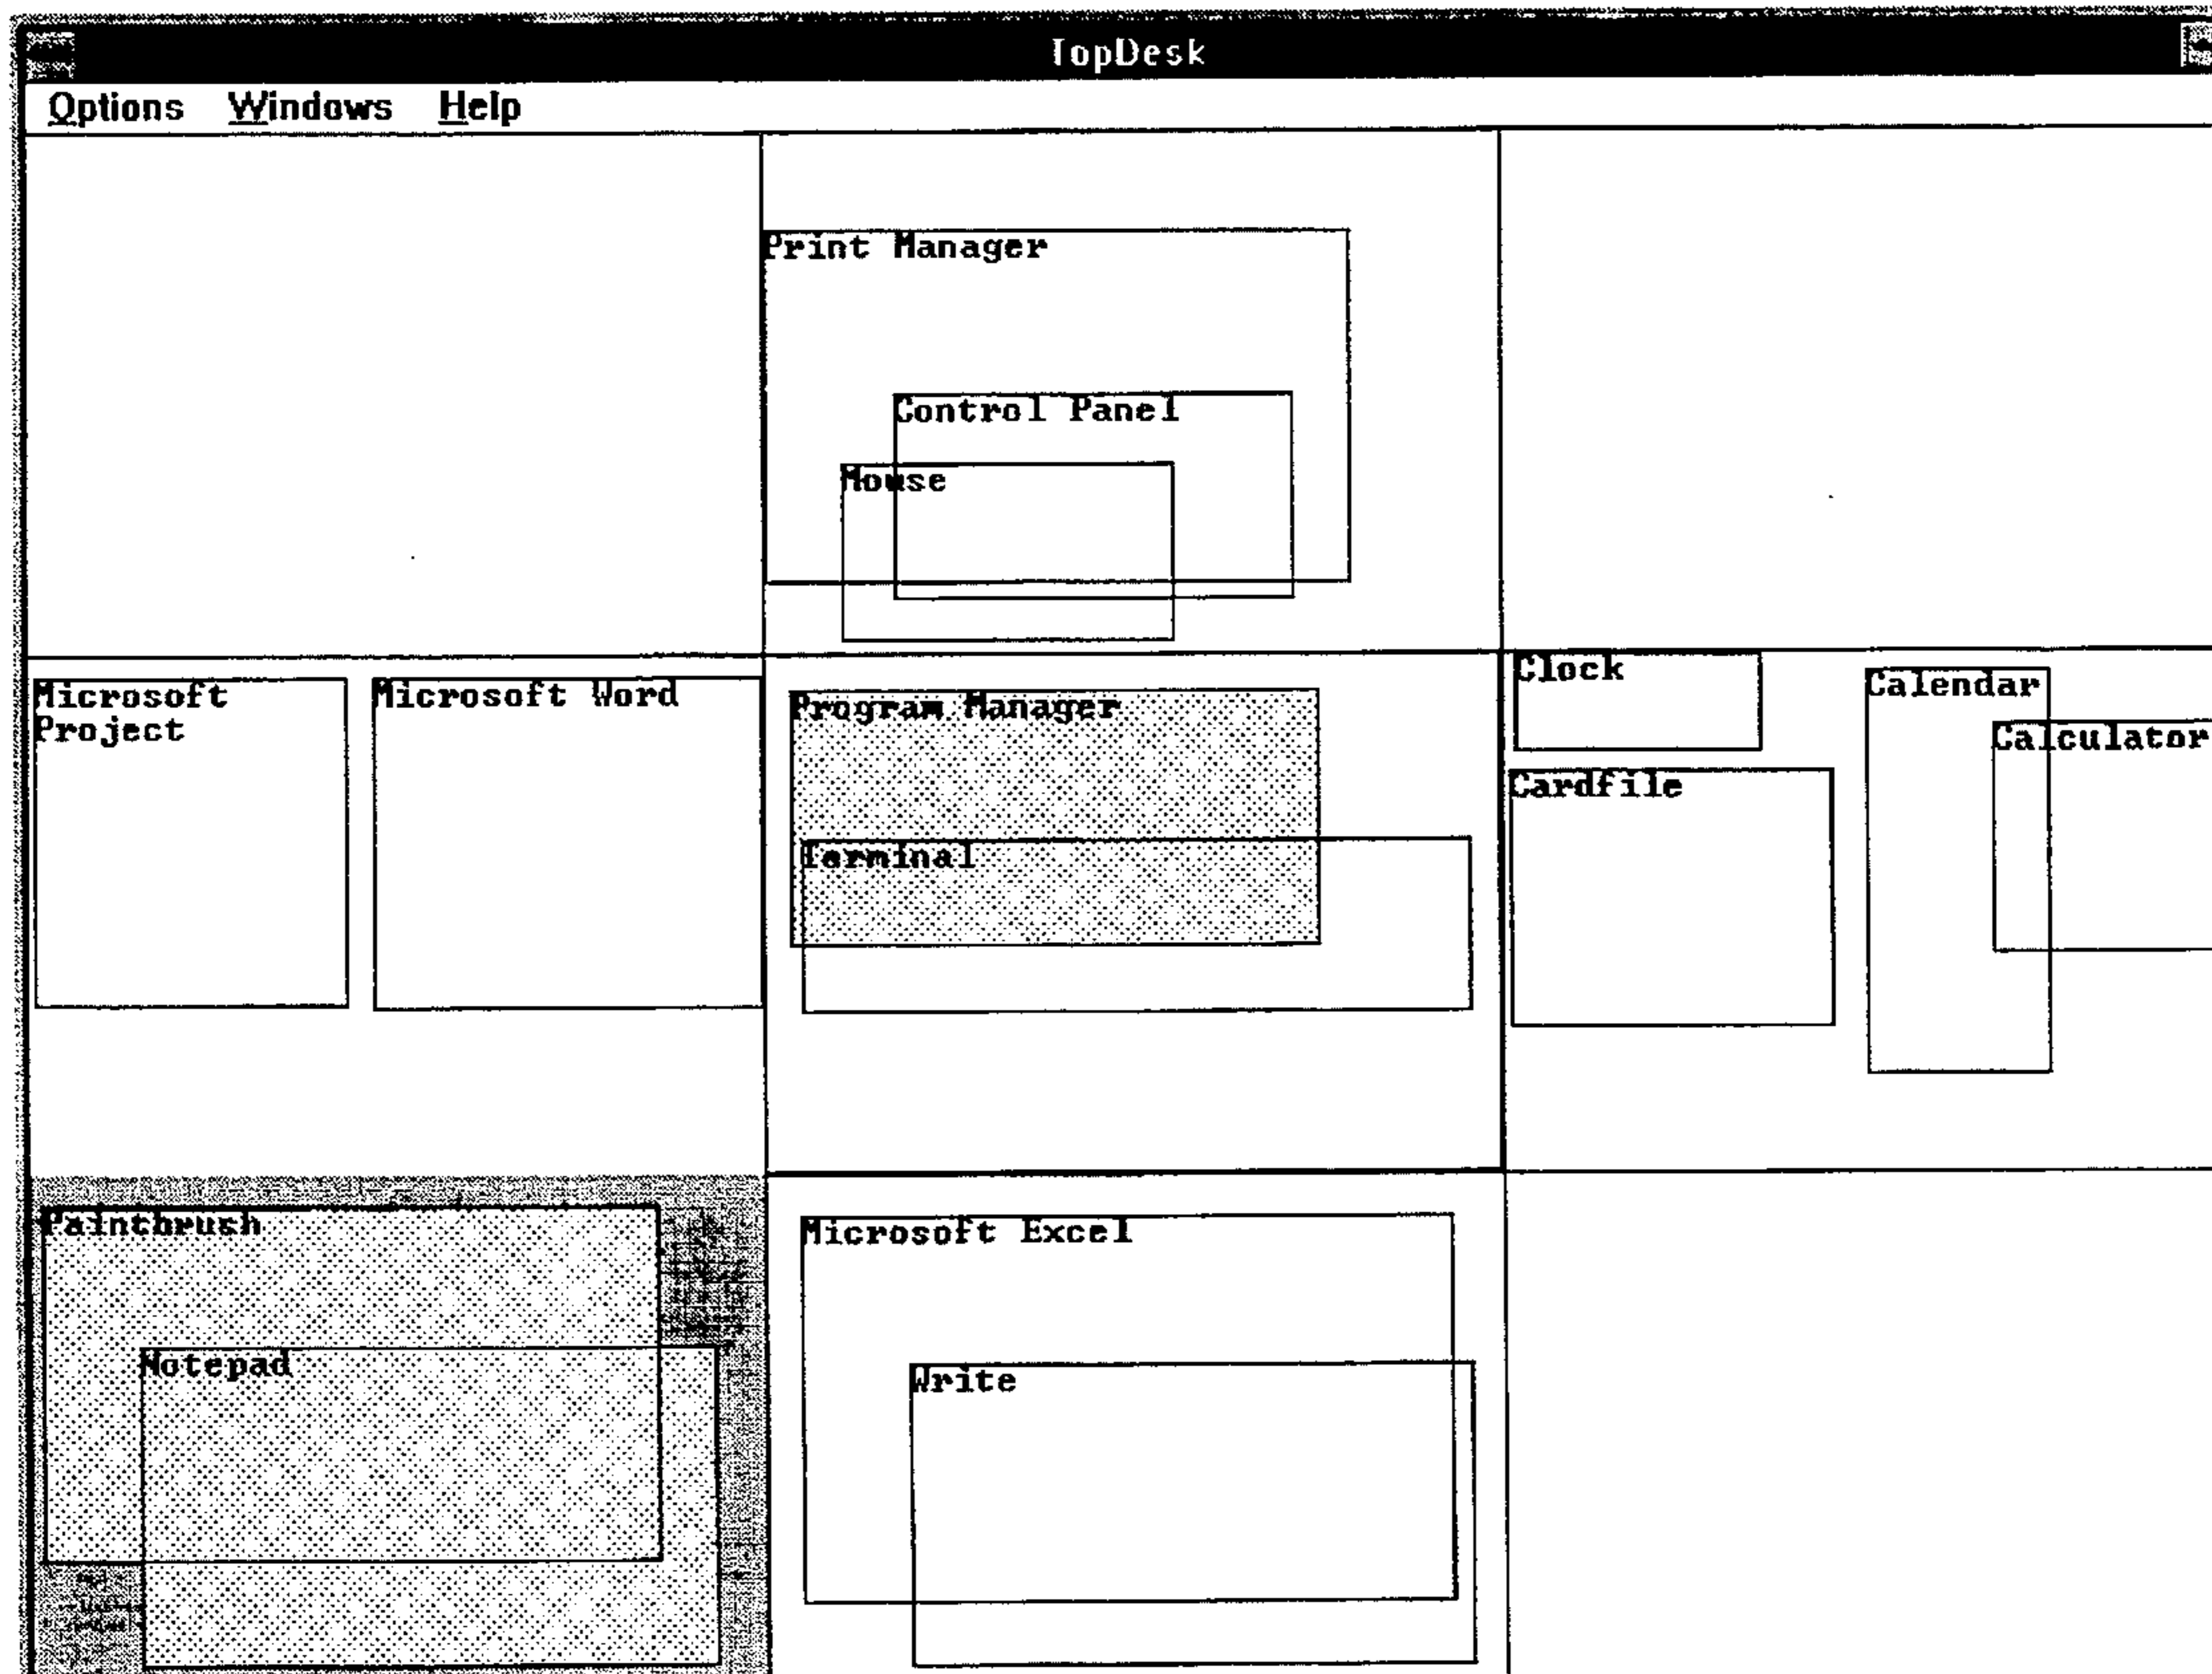 TopDesk
Options Windows Help
Print Manager
Control Panel
Mouse
Microsoft
Project
Microsoft Word
Program Manager
Terminal
Clock
Calendar
Calculator
Cardfile
Paintbrush
Notepad
Microsoft Excel
Write